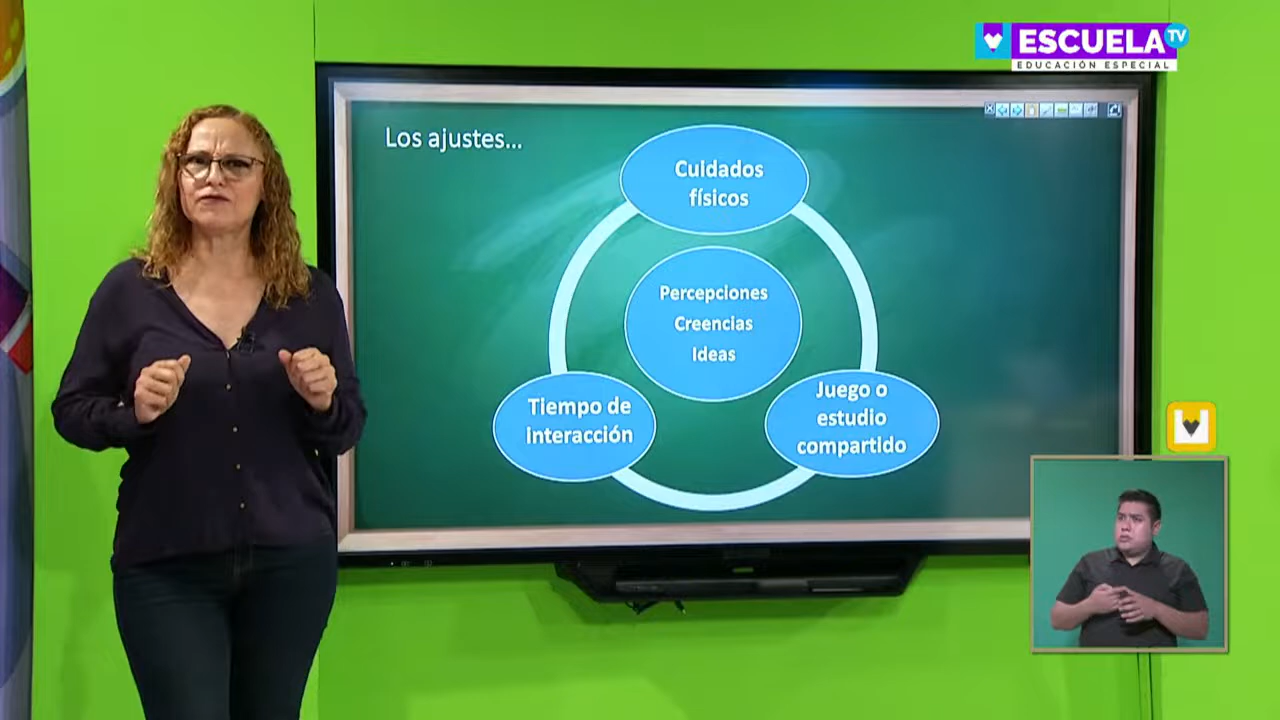 ESCUELA TV
EDUCACIÓN ESPECIAL
Los ajustes...
Cuidados
físicos
Percepciones
Creencias
Ideas
Tiempo de
interacción
Juego o
estudio
compartido